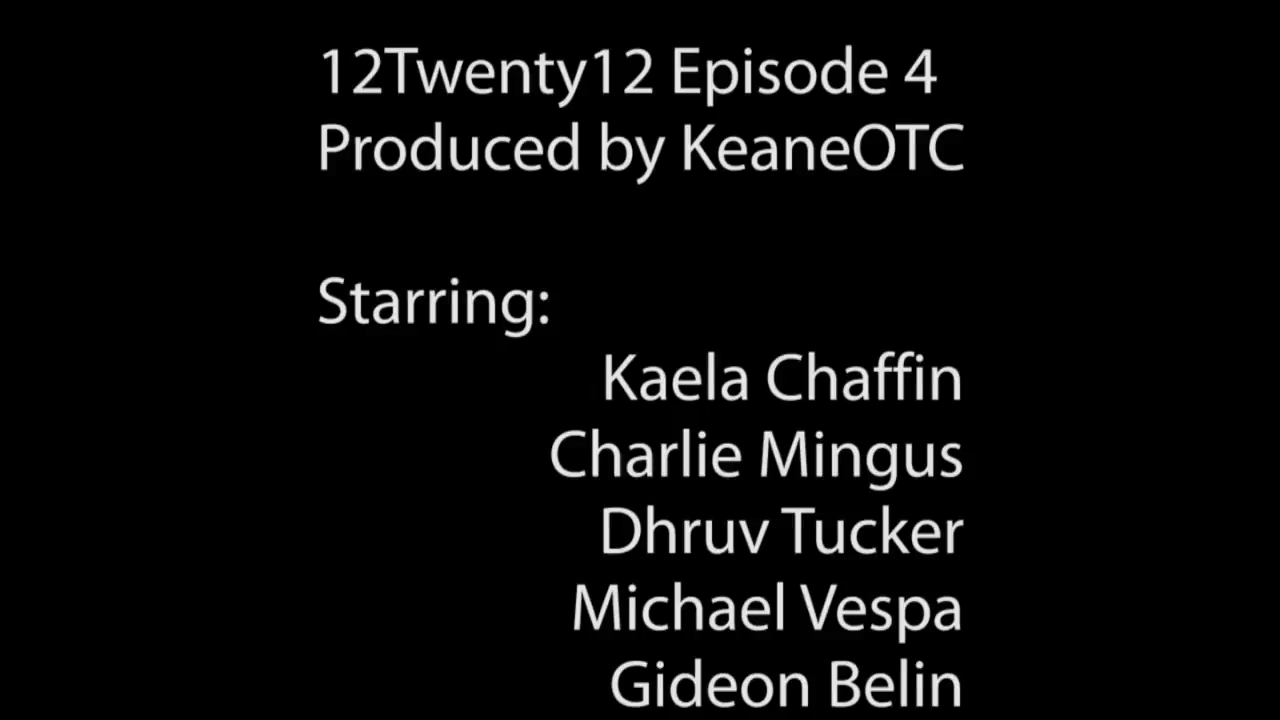 12Twenty12 Episode 4
Produced by KeaneOTC
Starring:
Kaela Chaffin
Charlie Mingus
Dhruv Tucker
Michael Vespa
Gideon Belin